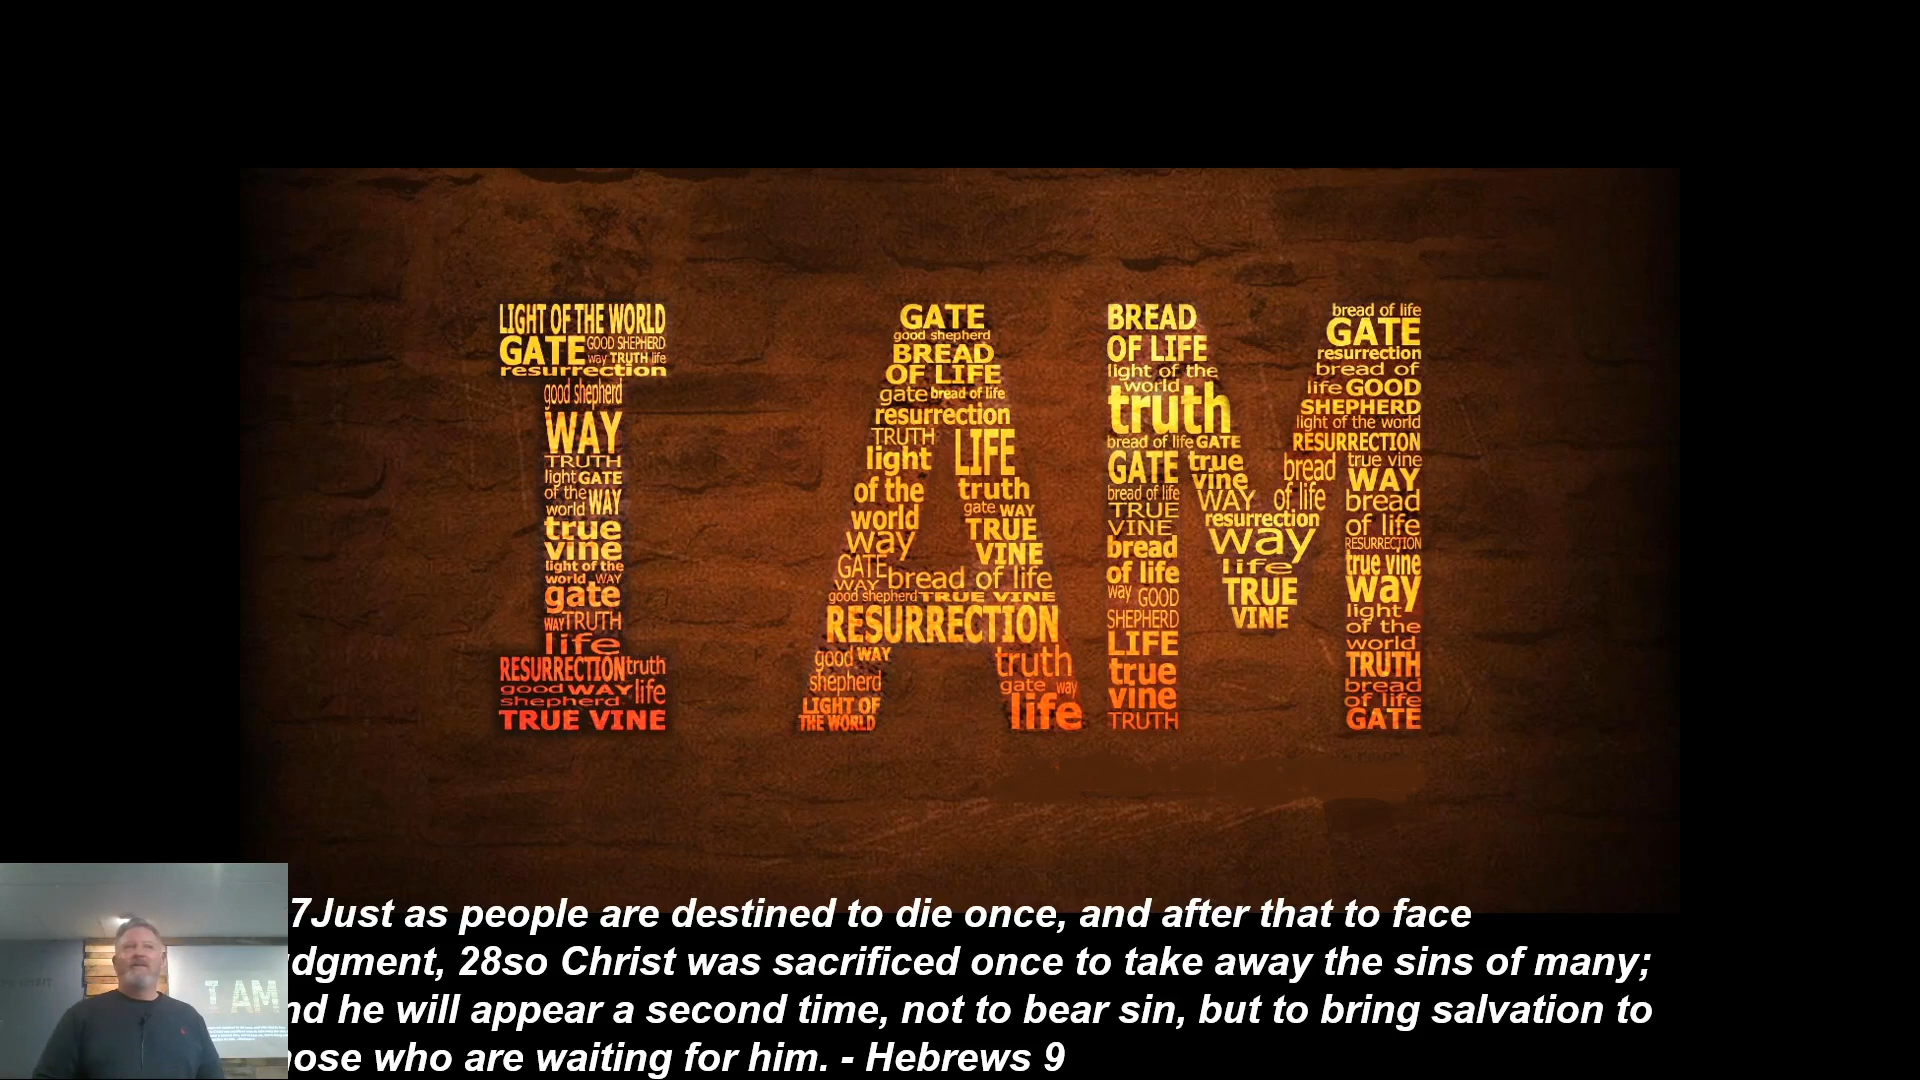 LIGHT OF THE WORLD
GATE GOOD SHEPHERD
way TRUTH life
resurrection
good shepherd
WAY
TRUTH
light GATE
of the WAY
world
true
vine
light of the
world WAY
gate
WAY TRUTH
life
RESURRECTION truth
good WAY life
shepherd
TRUE VINE
GATE
good shepherd
BREAD
OF LIFE
gate bread of life
resurrection
TRUTH LIFE
light
of the truth
world gate WAY
way TRUE
VINE
GATE bread of life
WAY
good shepherd TRUE VINE
RESURRECTION
good WAY truth
shepherd gate way
LIGHT OF life
THE WORLD
BREAD
OF LIFE
light of the
world
truth
bread of life GATE
GATE true
vine
bread of life WAY of life
TRUE resurrection
VINE way
bread life
of life TRUE
way GOOD VINE
SHEPHERD
LIFE
true
vine
TRUTH
bread of life
GATE
resurrection
bread of
life GOOD
SHEPHERD
light of the world
RESURRECTION
bread true vine
WAY
bread
of life
RESURRECTION
true vine
way
light
of the
world
TRUTH
bread
of life
GATE
I AM
7Just as people are destined to die once, and after that to face
dgment, 28so Christ was sacrificed once to take away the sins of many;
nd he will appear a second time, not to bear sin, but to bring salvation to
ose who are waiting for him. - Hebrews 9